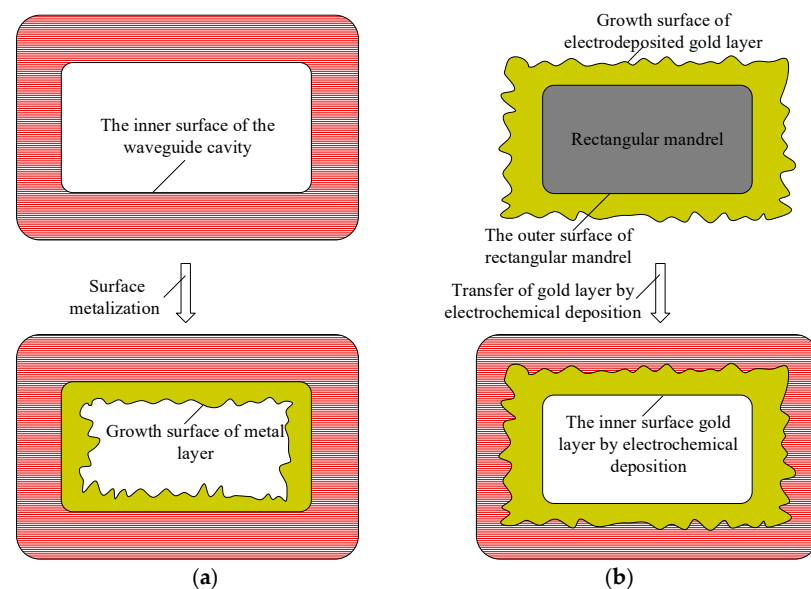 The inner surface of the
waveguide cavity
Surface
metalization
Growth surface of metal
layer
(a)
Growth surface of
electrodeposited gold layer
Rectangular mandrel
The outer surface of
rectangular mandrel
Transfer of gold layer by
electrochemical deposition
The inner surface gold
layer by electrochemical
deposition
(b)